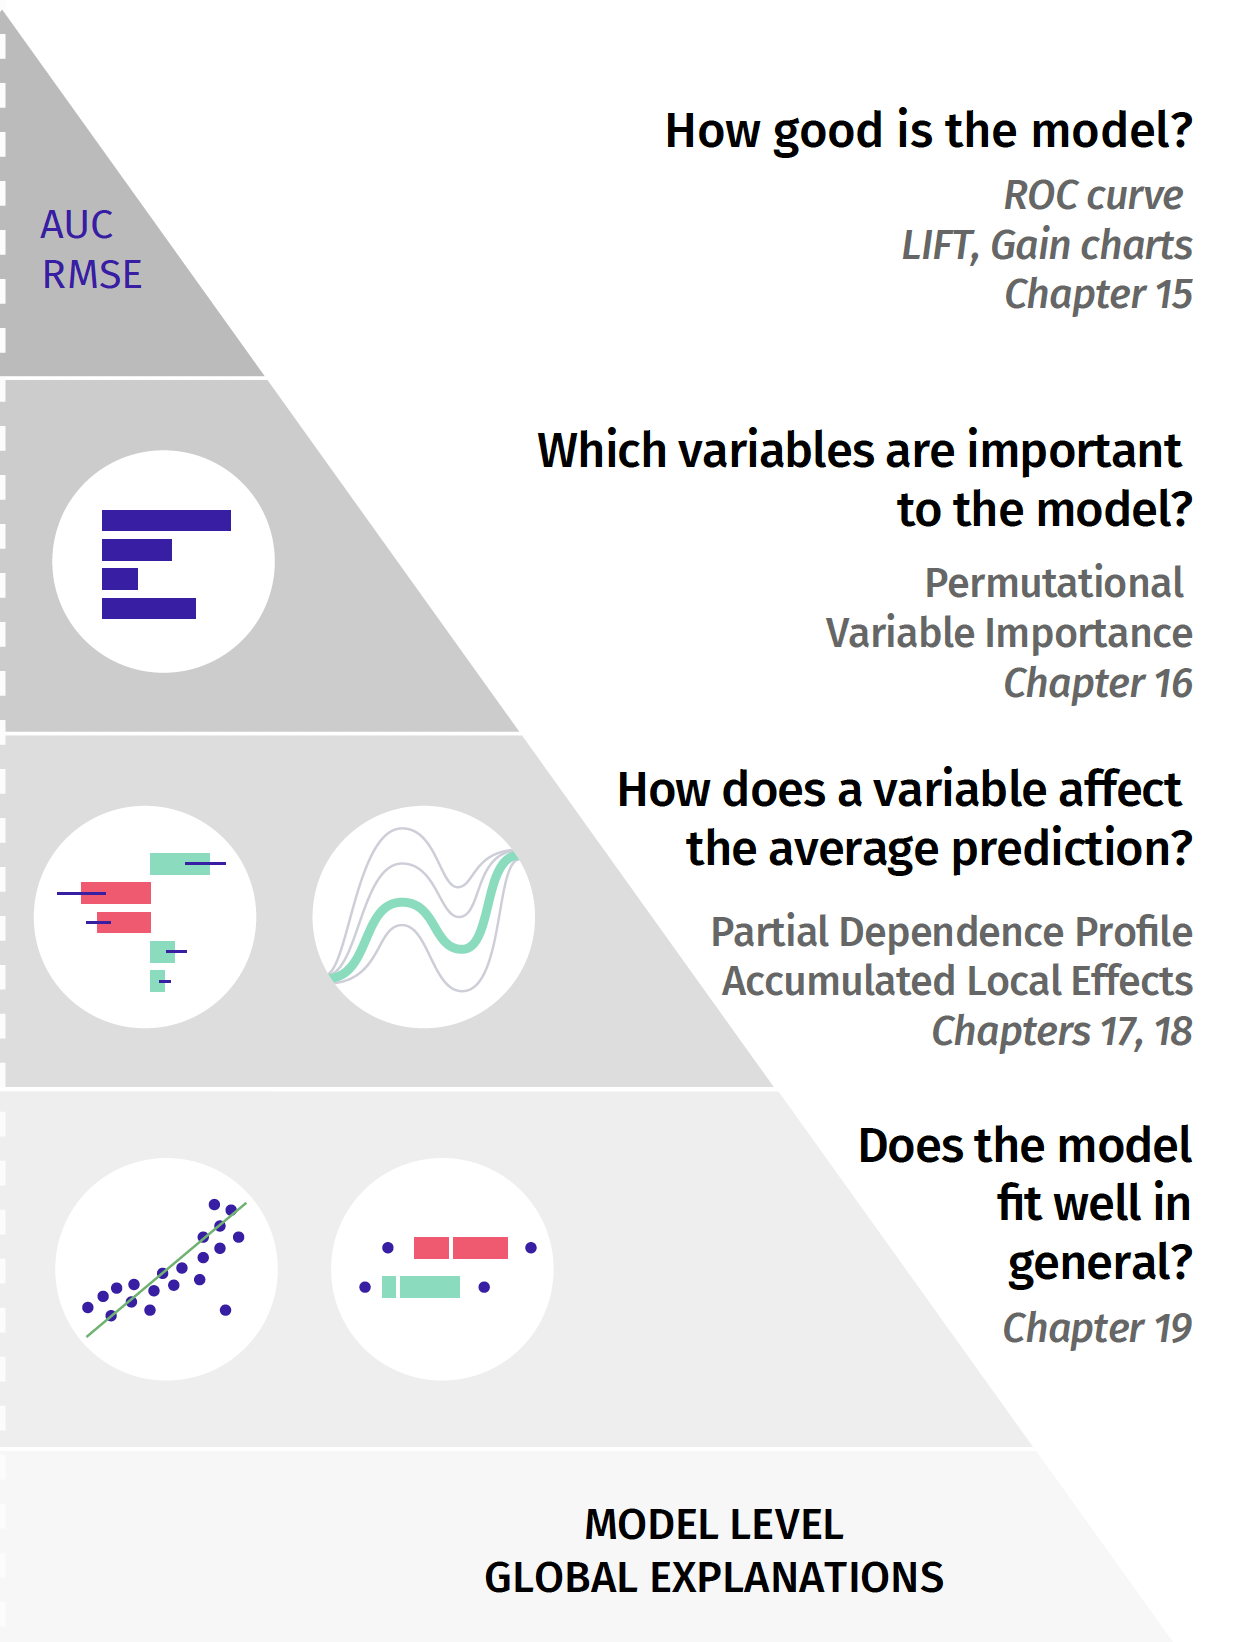 How good is the model?
ROC curve
LIFT, Gain charts
Chapter 15
AUC
RMSE
Which variables are important
to the model?
Permutational
Variable Importance
Chapter 16
How does a variable affect
the average prediction?
Partial Dependence Profile
Accumulated Local Effects
Chapters 17, 18
Does the model
fit well in
general?
Chapter 19
MODEL LEVEL
GLOBAL EXPLANATIONS